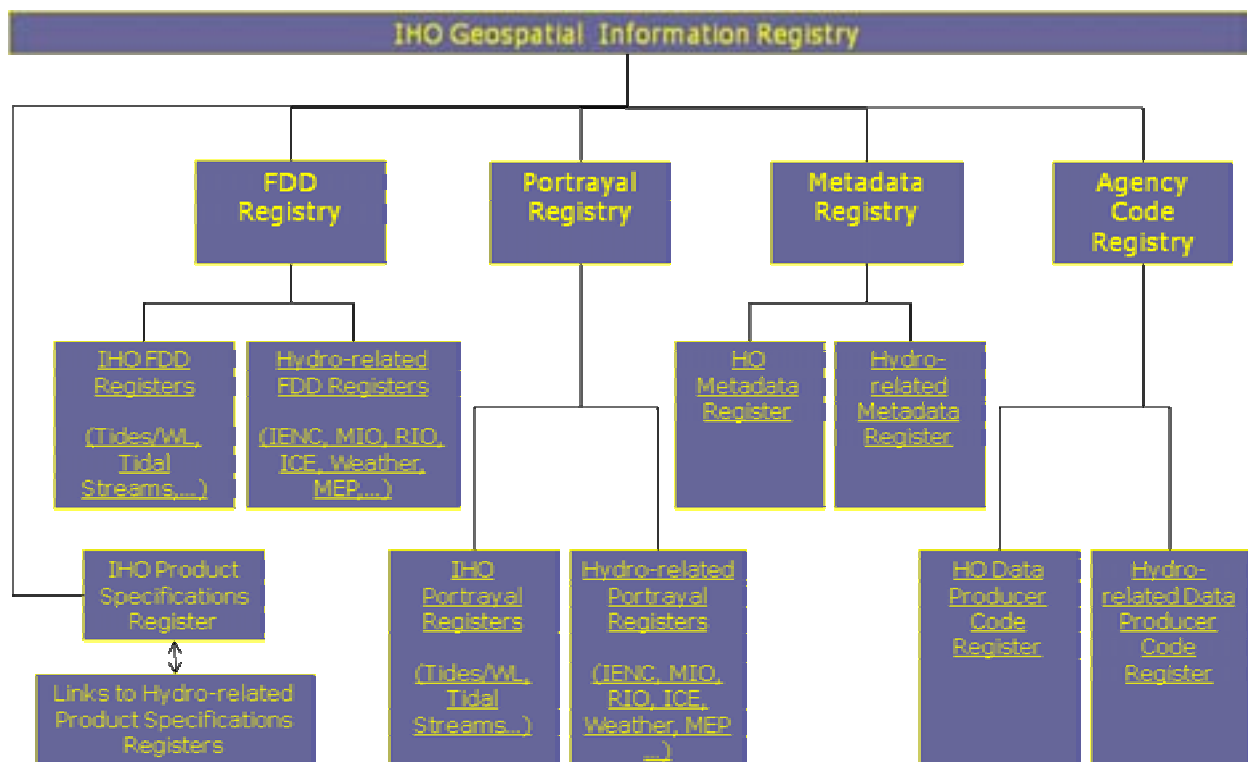 IHO Geospatial Information Registry
FDD
Registry
Portrayal
Registry
Metadata
Registry
Agency
Code
Registry
IHO FDD
Registers
(Tides/WL,
Tidal
Streams,...)
Hydro-related
FDD Registers
(IENC, MIO, RIO,
ICE, Weather,
MEP,...)
HO
Metadata
Register
Hydro-
related
Metadata
Register
IHO Product
Specifications
Register
Links to Hydro-related
Product Specifications
Registers
IHO
Portrayal
Registers
(Tides/WL,
Tidal
Streams...)
Hydro-related
Portrayal
Registers
(IENC, MIO,
RIO, ICE,
Weather, MEP
...)
HO Data
Producer
Code
Register
Hydro-
related Data
Producer
Code
Register